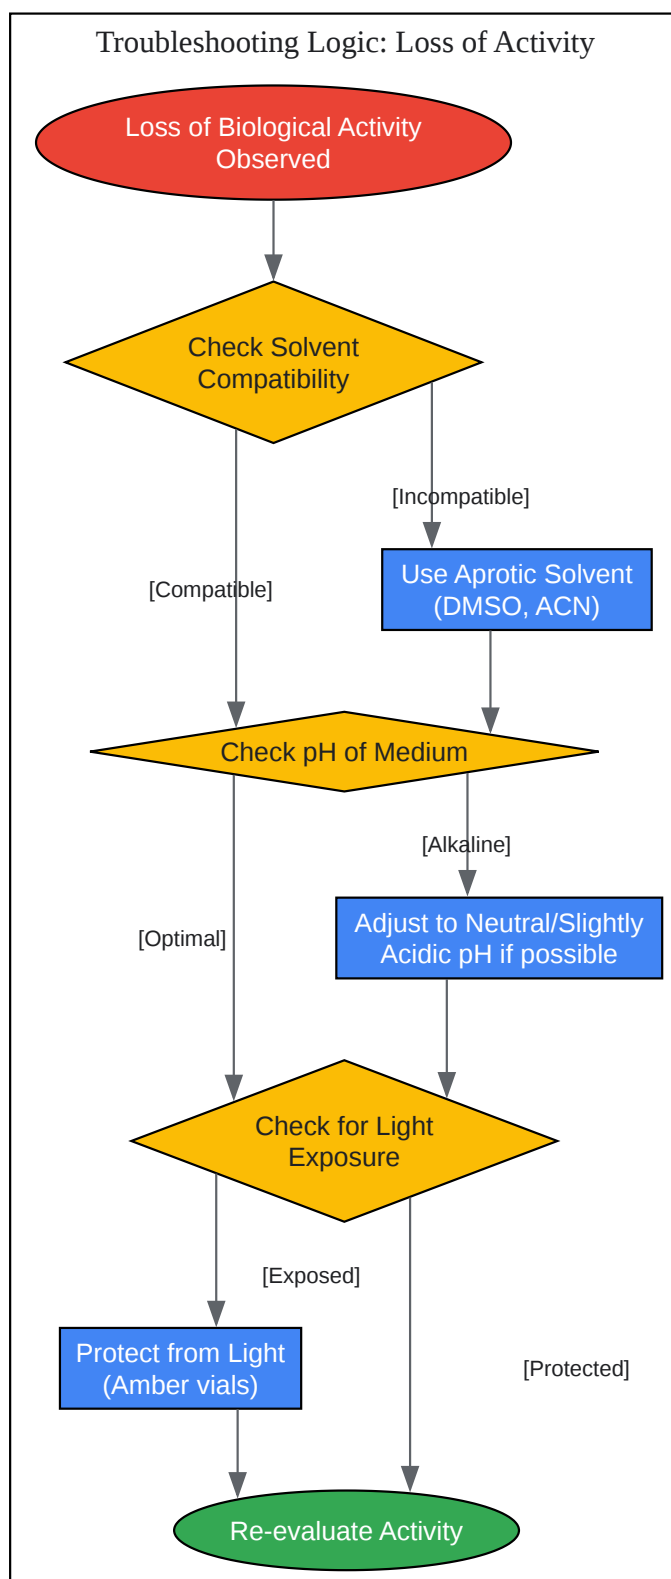 Troubleshooting Logic: Loss of Activity
Loss of Biological Activity
Observed
Check Solvent
Compatibility
[Incompatible]
[Compatible]
Use Aprotic Solvent
(DMSO, ACN)
Check pH of Medium
[Alkaline]
[Optimal]
Adjust to Neutral/Slightly
Acidic pH if possible
Check for Light
Exposure
[Exposed]
Protect from Light
(Amber vials)
[Protected]
Re-evaluate Activity